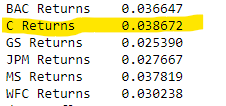 BAC Returns 0.036647
C Returns 0.038672
GS Returns 0.025390
JPM Returns 0.027667
MS Returns 0.037819
WFC Returns 0.030238